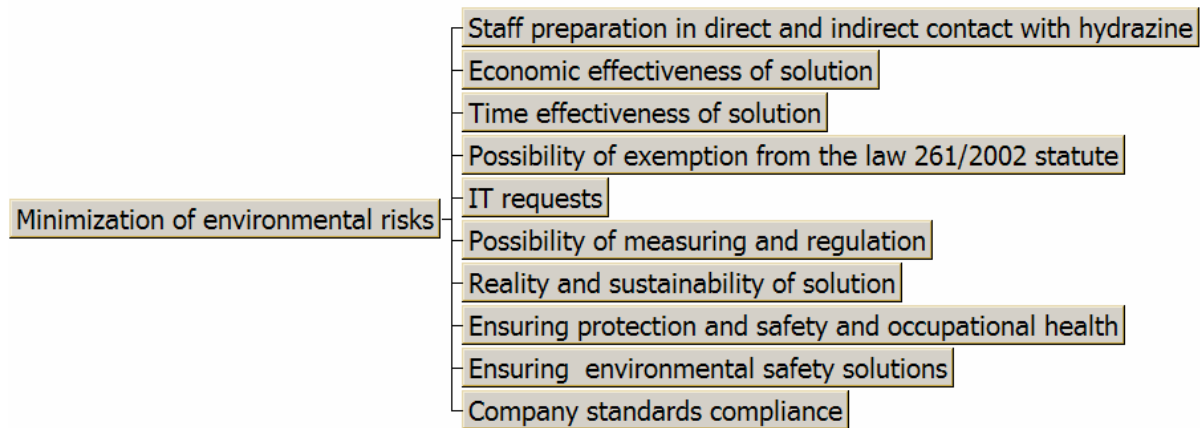 Staff preparation in direct and indirect contact with hydrazine
Economic effectiveness of solution
Time effectiveness of solution
Possibility of exemption from the law 261/2002 statute
IT requests
Minimization of environmental risks
Possibility of measuring and regulation
Reality and sustainability of solution
Ensuring protection and safety and occupational health
Ensuring  environmental safety solutions
Company standards compliance